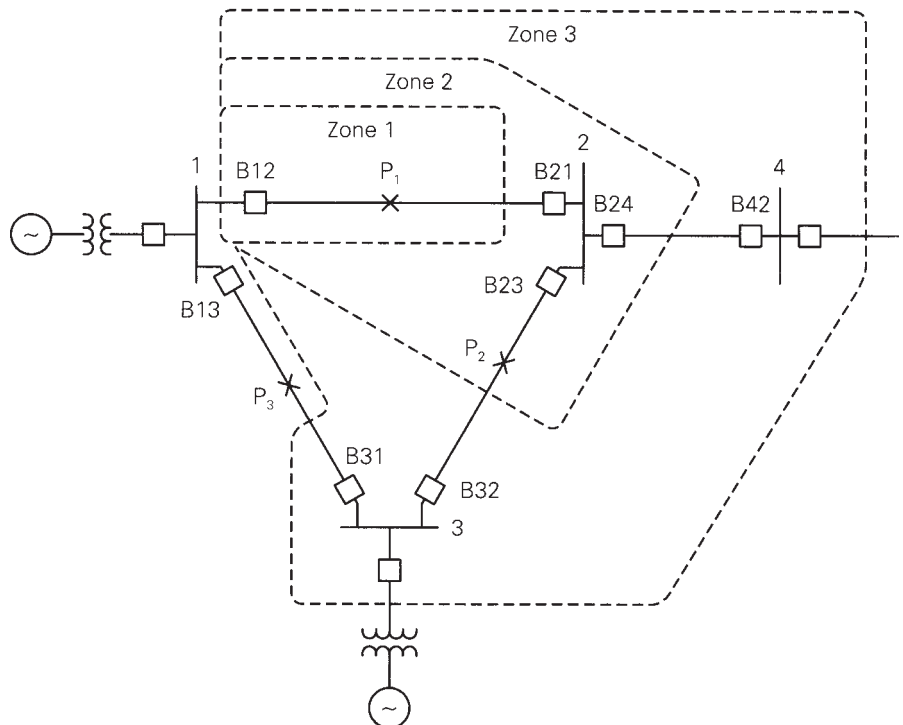 Zone 3
Zone 2
Zone 1
1
B12
P1
B21
2
B24
B42
4
~
B13
B23
P2
P3
B31
B32
3
~